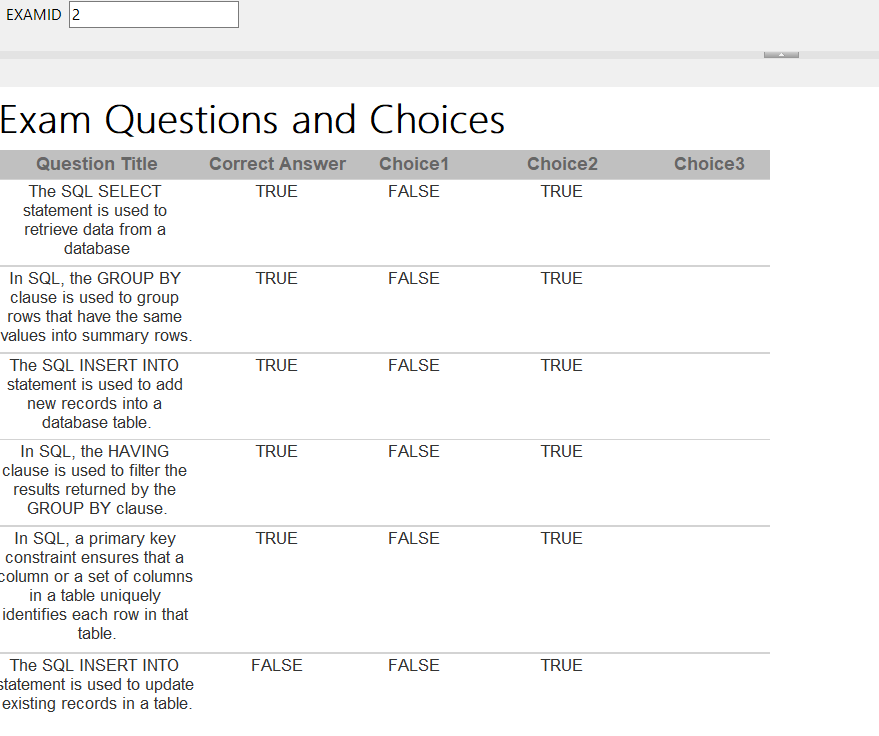 EXAMID 2
Exam Questions and Choices
Question Title Correct Answer Choice1 Choice2 Choice3
The SQL SELECT TRUE FALSE TRUE
statement is used to
retrieve data from a
database
In SQL, the GROUP BY TRUE FALSE TRUE
clause is used to group
rows that have the same
values into summary rows.
The SQL INSERT INTO TRUE FALSE TRUE
statement is used to add
new records into a
database table.
In SQL, the HAVING TRUE FALSE TRUE
clause is used to filter the
results returned by the
GROUP BY clause.
In SQL, a primary key TRUE FALSE TRUE
constraint ensures that a
column or a set of columns
in a table uniquely
identifies each row in that
table.
The SQL INSERT INTO FALSE FALSE TRUE
statement is used to update
existing records in a table.